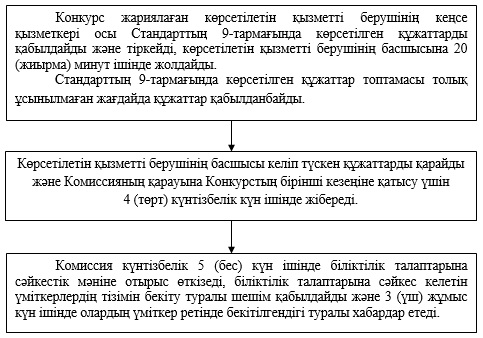 Конкурс жариялаған көрсетілетін қызметті берушінің кеңсе
қызметкері осы Стандарттың 9-тармағында көрсетілген құжаттарды
қабылдайды және тіркейді, көрсетілетін қызметті берушінің басшысына 20
(жиырма) минут ішінде жолдайды.
Стандарттың 9-тармағында көрсетілген құжаттар топтамасы толық
ұсынылмаған жағдайда құжаттар қабылданбайды.
Көрсетілетін қызметті берушінің басшысы келіп түскен құжаттарды қарайды
және Комиссияның қарауына Конкурстың бірінші кезеңіне қатысу үшін
4 (төрт) күнтізбелік күн ішінде жібереді.
Комиссия күнтізбелік 5 (бес) күн ішінде біліктілік талаптарына
сәйкестік мәніне отырыс өткізеді, біліктілік талаптарына сәйкес келетін
үміткерлердің тізімін бекіту туралы шешім қабылдайды және 3 (үш) жұмыс
күн ішінде олардың үміткер ретінде бекітілгендігі туралы хабардар етеді.